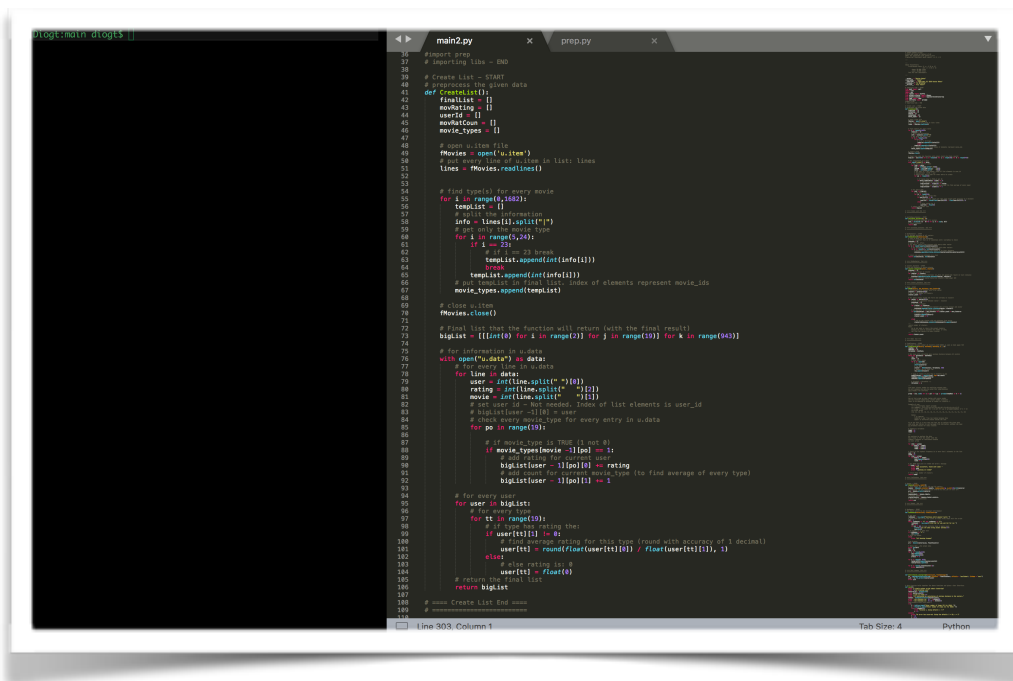 Diogt:main diogt$
main2.py × prep.py ×
36 #import prep
37 # importing libs - END
38
39 # Create List - START
40 # preprocess the given data
41 def CreateList():
42 finalList = []
43 movRating = []
44 userId = []
45 movRatCoun = []
46 movie_types = []
47
48 # open u.item file
49 fMovies = open('u.item')
50 # put every line of u.item in list: lines
51 lines = fMovies.readlines()
52
53
54 # find type(s) for every movie
55 for i in range(0,1682):
56 tempList = []
57 # split the information
58 info = lines[i].split("|")
59 # get only the movie type
60 for i in range(5,24):
61 if i == 23:
62 # if i == 23 break
63 tempList.append(int(info[i]))
64 break
65 tempList.append(int(info[i]))
66 # put tempList in final list. index of elements represent movie_ids
67 movie_types.append(tempList)
68
69 # close u.item
70 fMovies.close()
71
72 # Final list that the function will return (with the final result)
73 bigList = [[[int(0) for i in range(2)] for j in range(19)] for k in range(943)]
74
75 # for information in u.data
76 with open("u.data") as data:
77 # for every line in u.data
78 for line in data:
79 user = int(line.split(" ")[0])
80 rating = int(line.split(" ")[2])
81 movie = int(line.split(" ")[1])
82 # set user id - Not needed. Index of list elements is user_id
83 # bigList[user -1][0] = user
84 # check every movie_type for every entry in u.data
85 for po in range(19):
86
87 # if movie_type is TRUE (1 not 0)
88 if movie_types[movie -1][po] == 1:
89 # add rating for current user
90 bigList[user - 1][po][0] += rating
91 # add count for current movie_type (to find average of every type)
92 bigList[user - 1][po][1] += 1
93
94 # for every user
95 for user in bigList:
96 # for every type
97 for tt in range(19):
98 # if type has rating the:
99 if user[tt][1] != 0:
100 # find average rating for this type (round with accuracy of 1 decimal)
101 user[tt] = round(float(user[tt][0]) / float(user[tt][1]), 1)
102 else:
103 # else rating is: 0
104 user[tt] = float(0)
105 # return the final list
106 return bigList
107
108 # ==== Create List End ====
109 # =========================
110
Line 303, Column 1 Tab Size: 4 Python